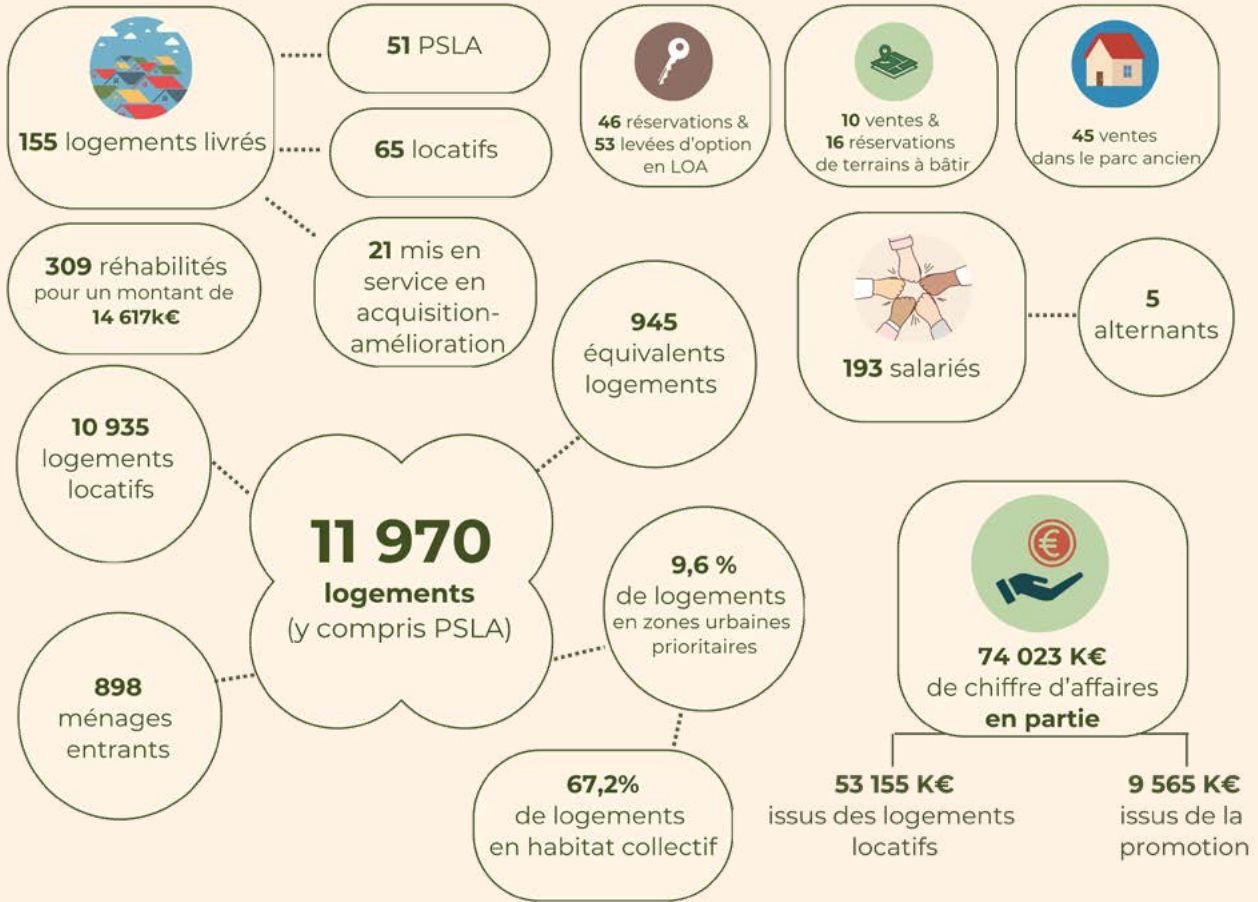 155 logements livrés
51 PSLA
65 locatifs
21 mis en
service en
acquisition-
amélioration
46 réservations &
53 levées d'option
en LOA
10 ventes &
16 réservations
de terrains à bâtir
45 ventes
dans le parc ancien
309 réhabilités
pour un montant de
14 617k€
193 salariés
5
alternants
945
équivalents
logements
10 935
logements
locatifs
11 970
logements
(y compris PSLA)
9,6 %
de logements
en zones urbaines
prioritaires
898
ménages
entrants
67,2%
de logements
en habitat collectif
€
74 023 K€
de chiffre d'affaires
en partie
53 155 K€
issus des logements
locatifs
9 565 K€
issus de la
promotion